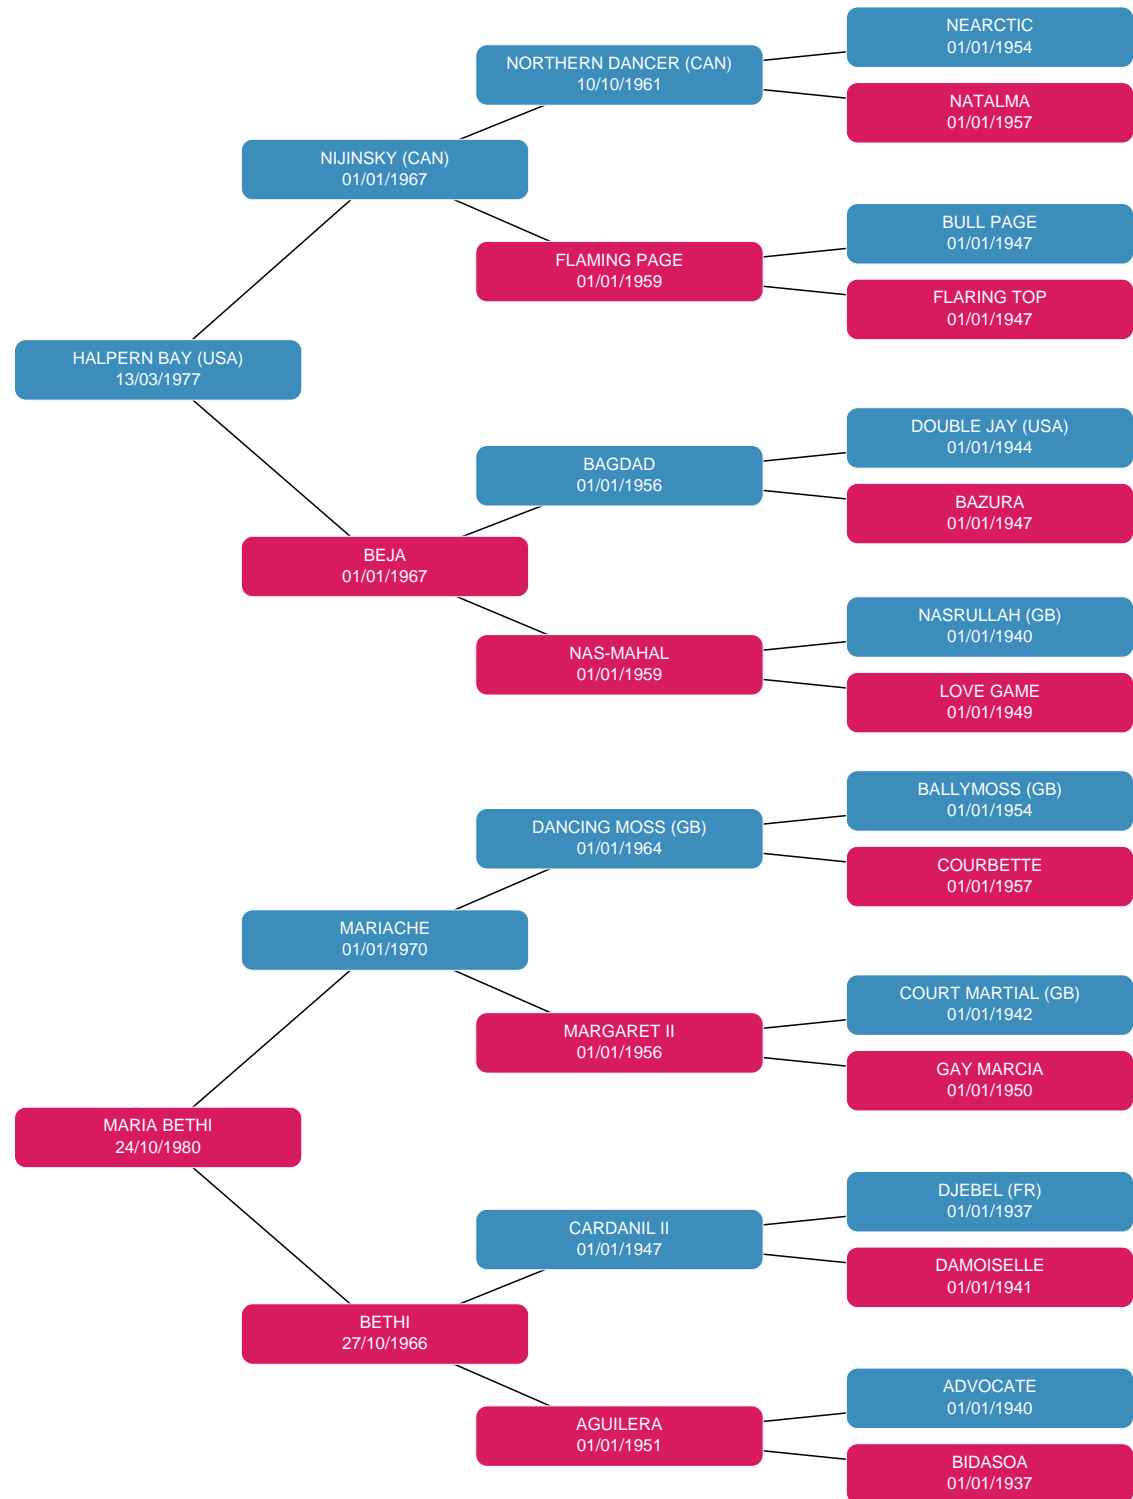 NEARCTIC
01/01/1954
NORTHERN DANCER (CAN)
10/10/1961
NATALMA
01/01/1957
NIJINSKY (CAN)
01/01/1967
BULL PAGE
01/01/1947
FLAMING PAGE
01/01/1959
FLARING TOP
01/01/1947
HALPERN BAY (USA)
13/03/1977
DOUBLE JAY (USA)
01/01/1944
BAGDAD
01/01/1956
BAZURA
01/01/1947
BEJA
01/01/1967
NASRULLAH (GB)
01/01/1940
NAS-MAHAL
01/01/1959
LOVE GAME
01/01/1949
BALLYMOSS (GB)
01/01/1954
DANCING MOSS (GB)
01/01/1964
COURBETTE
01/01/1957
MARIACHE
01/01/1970
COURT MARTIAL (GB)
01/01/1942
MARGARET II
01/01/1956
GAY MARCIA
01/01/1950
MARIA BETHI
24/10/1980
DJEBEL (FR)
01/01/1937
CARDANIL II
01/01/1947
DAMOISELLE
01/01/1941
BETHI
27/10/1966
ADVOCATE
01/01/1940
AGUILERA
01/01/1951
BIDASOA
01/01/1937